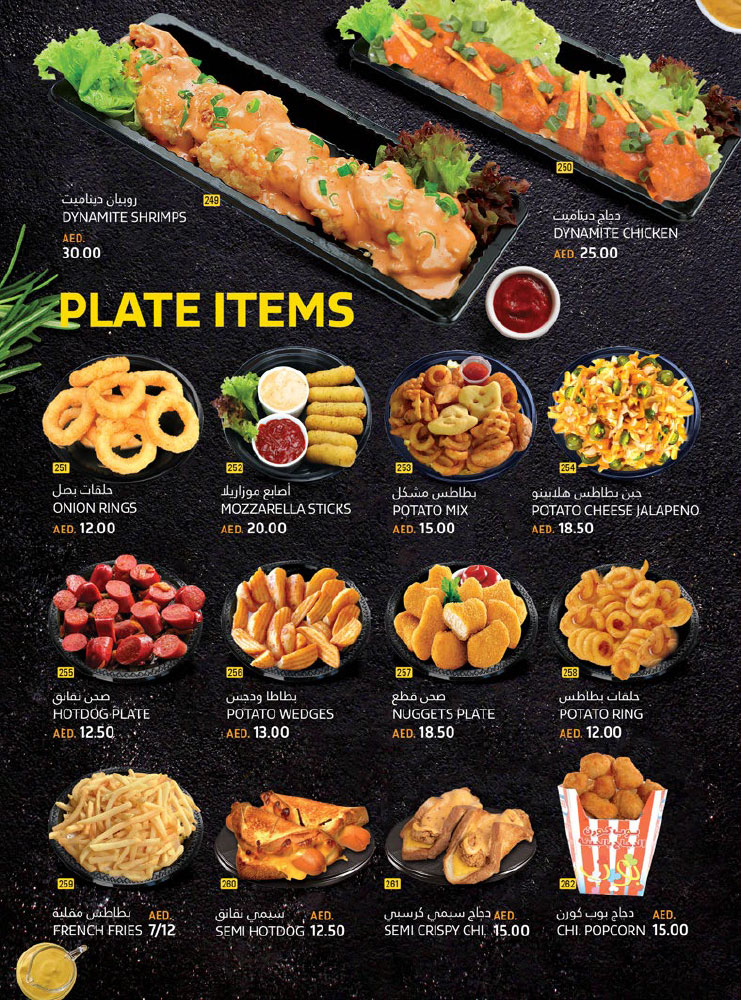 249
روبيان ديناميت
DYNAMITE SHRIMPS
AED.
30.00
250
دجاج ديناميت
DYNAMITE CHICKEN
AED. 25.00
PLATE ITEMS
251
حلقات بصل
ONION RINGS
AED. 12.00
252
أصابع موزاريلا
MOZZARELLA STICKS
AED. 20.00
253
بطاطس مشكل
POTATO MIX
AED. 15.00
254
جبن بطاطس هلابينو
POTATO CHEESE JALAPENO
AED. 18.50
255
صحن نقانق
HOTDOG PLATE
AED. 12.50
256
بطاطا ودجس
POTATO WEDGES
AED. 13.00
257
صحن قطع
NUGGETS PLATE
AED. 18.50
258
حلقات بطاطس
POTATO RING
AED. 12.00
259
بطاطس مقلية AED.
FRENCH FRIES 7/12
260
سيمي نقانق AED.
SEMI HOTDOG 12.50
261
دجاج سيمي كرسبي AED.
SEMI CRISPY CHI. 15.00
بوب كورن
262
دجاج بوب كورن AED.
CHI. POPCORN 15.00